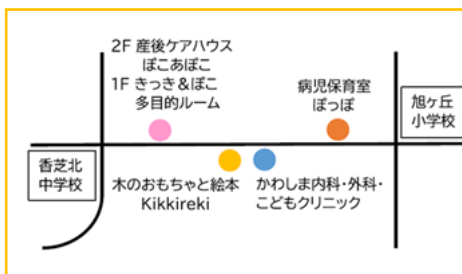 2F 産後ケアハウス
ぽこあぽこ
1F きっき&ぽこ
多目的ルーム
病児保育室
ぽっぽ
旭ヶ丘
小学校
香芝北
中学校
木のおもちゃと絵本
Kikkireki
かわしま内科・外科・
こどもクリニック